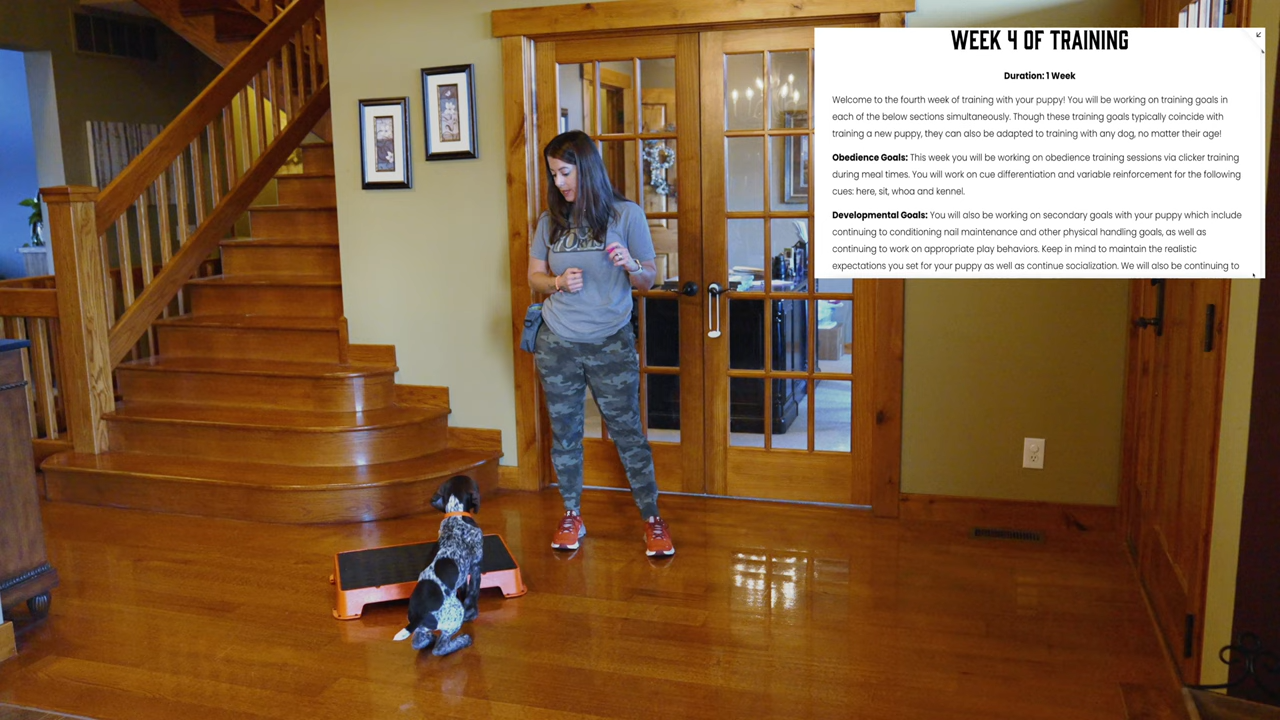 WEEK 4 OF TRAINING
Duration: 1 Week
Welcome to the fourth week of training with your puppy! You will be working on training goals in
each of the below sections simultaneously. Though these training goals typically coincide with
training a new puppy, they can also be adapted to training with any dog, no matter their age!
Obedience Goals: This week you will be working on obedience training sessions via clicker training
during meal times. You will work on cue differentiation and variable reinforcement for the following
cues: here, sit, whoa and kennel.
Developmental Goals: You will also be working on secondary goals with your puppy which include
continuing to conditioning nail maintenance and other physical handling goals, as well as
continuing to work on appropriate play behaviors. Keep in mind to maintain the realistic
expectations you set for your puppy as well as continue socialization. We will also be continuing to